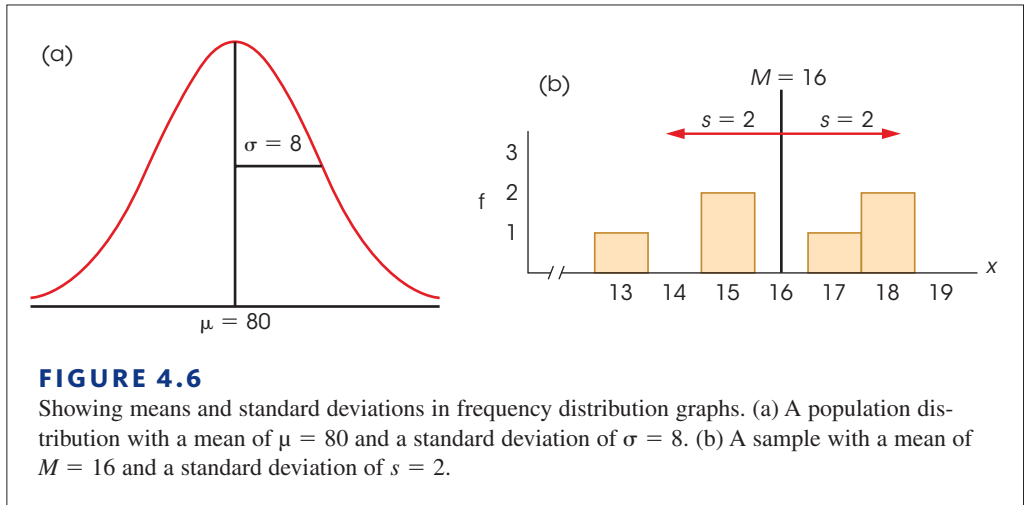 (a)
σ = 8
μ = 80
(b)
M = 16
s = 2 s = 2
3
2
f
1
x
13 14 15 16 17 18 19
FIGURE 4.6
Showing means and standard deviations in frequency distribution graphs. (a) A population dis-
tribution with a mean of μ = 80 and a standard deviation of σ = 8. (b) A sample with a mean of
M = 16 and a standard deviation of s = 2.